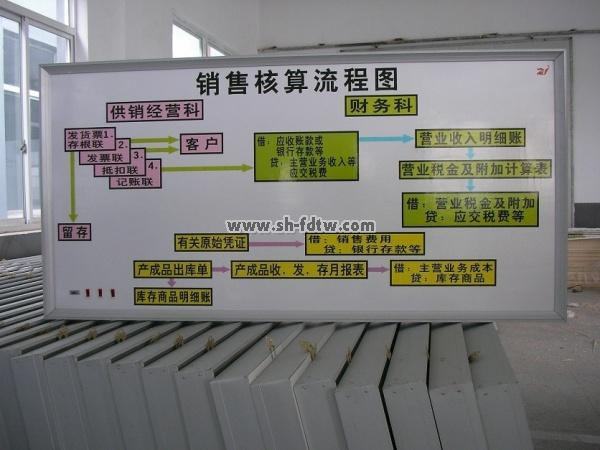 销售核算流程图
供销经营科
财务科
发货票1.
存根联 2.
发票联 3.
抵扣联 4.
记账联
客户
留存
借：应收账款或
银行存款等
贷：主营业务收入等
应交税费
营业收入明细账
营业税金及附加计算表
借：营业税金及附加
贷：应交税费等
www.sh-fdtw.com
有关原始凭证
借：销售费用
贷：银行存款等
产成品出库单
产成品收、发、存月报表
借：主营业务成本
贷：库存商品
库存商品明细账